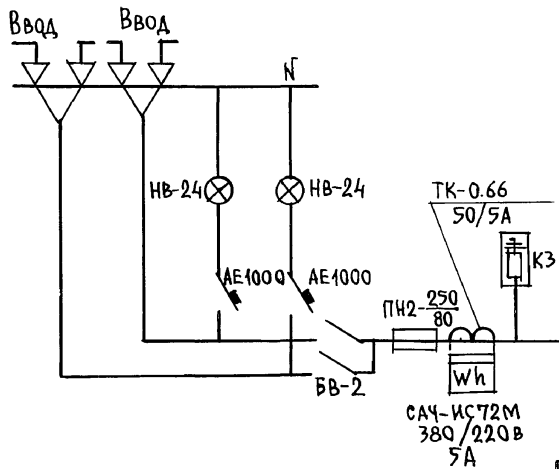 Ввод
Ввод
N
НВ-24
НВ-24
ТК-0.66
50/5А
КЗ
АЕ1000
АЕ1000
ПН2-250/80
БВ-2
Wh
САЧ-ИС72М
380/220В
5А